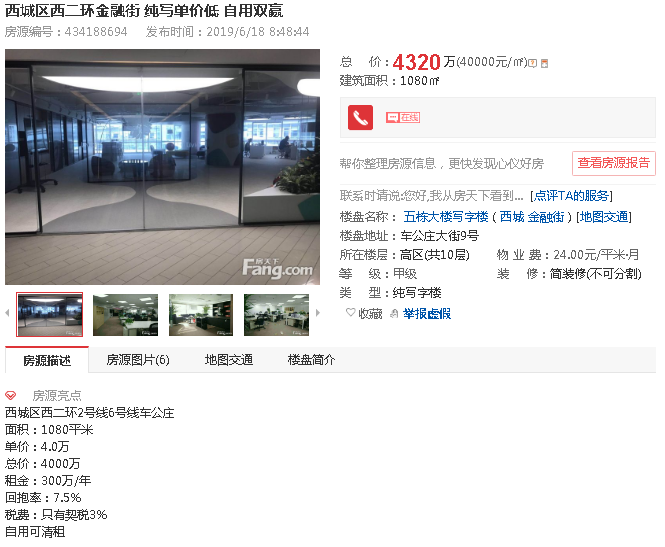 西城区西二环金融街 纯写单价低 自用双赢
房源编号：434188694 发布时间：2019/6/18 8:48:44
总 价：4320万(40000元/㎡)
建筑面积：1080㎡
在线
帮你整理房源信息，更快发现心仪好房 查看房源报告
联系时请说:您好,我从房天下看到... [点评TA的服务]
楼盘名称：五栋大楼写字楼 ( 西城 金融街 ) [地图交通]
楼盘地址：车公庄大街9号
所在楼层：高区(共10层) 物 业 费：24.00元/平米·月
等 级：甲级 装 修：简装修(不可分割)
类 型：纯写字楼
收藏 举报虚假
房天下
Fang.com
房源描述 房源图片(6) 地图交通 楼盘简介
房源亮点
西城区西二环2号线6号线车公庄
面积：1080平米
单价：4.0万
总价：4000万
租金：300万/年
回抱率：7.5%
税费：只有契税3%
自用可清租